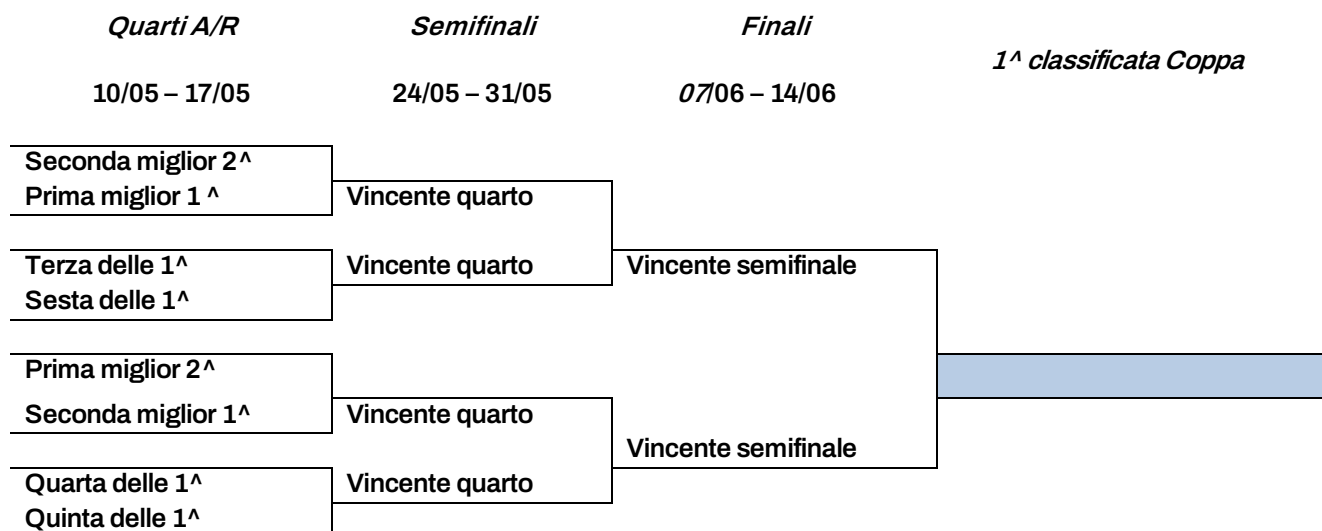 Quarti A/R Semifinali Finali
1^ classificata Coppa
10/05 – 17/05 24/05 – 31/05 07/06 – 14/06
Seconda miglior 2^
Prima miglior 1 ^ Vincente quarto
Terza delle 1^ Vincente quarto Vincente semifinale
Sesta delle 1^
Prima miglior 2^
Seconda miglior 1^ Vincente quarto
Vincente semifinale
Quarta delle 1^ Vincente quarto
Quinta delle 1^